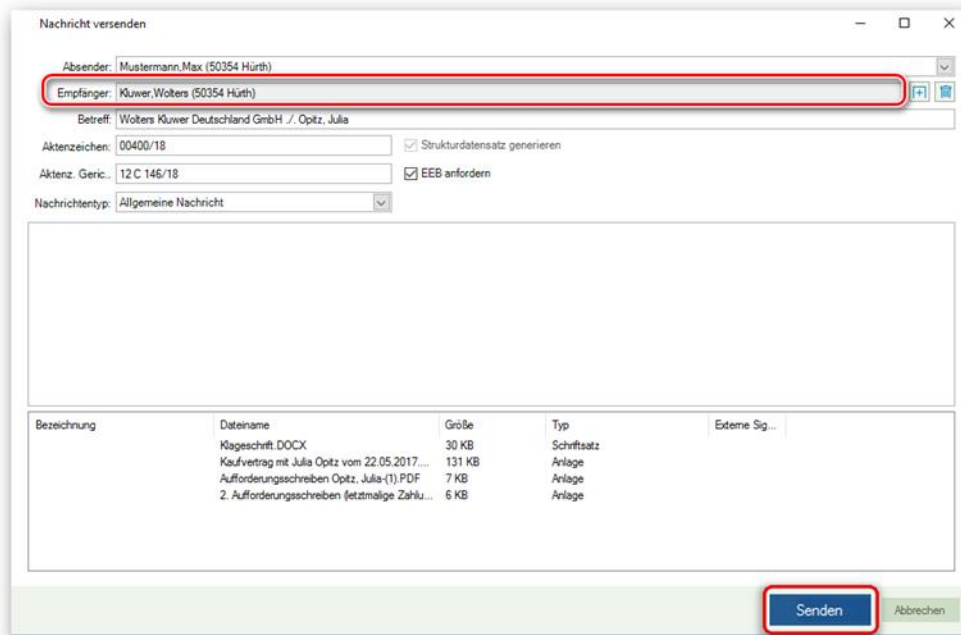 Nachricht versenden
Absender: Mustermann,Max (50354 Hürth)
Empfänger: Kluwer,Wolters (50354 Hürth)
Betreff: Wolters Kluwer Deutschland GmbH ./. Opitz, Julia
Aktenzeichen: 00400/18 Strukturdatensatz generieren
Aktenz. Geric... 12 C 146/18 EEB anfordern
Nachrichtentyp: Allgemeine Nachricht
Bezeichnung Dateiname Größe Typ Externe Sig...
Klageschrift.DOCX 30 KB Schriftsatz
Kaufvertrag mit Julia Opitz vom 22.05.2017.... 131 KB Anlage
Aufforderungsschreiben Opitz, Julia-(1).PDF 7 KB Anlage
2. Aufforderungsschreiben (letztmalige Zahlu... 6 KB Anlage
Senden Abbrechen